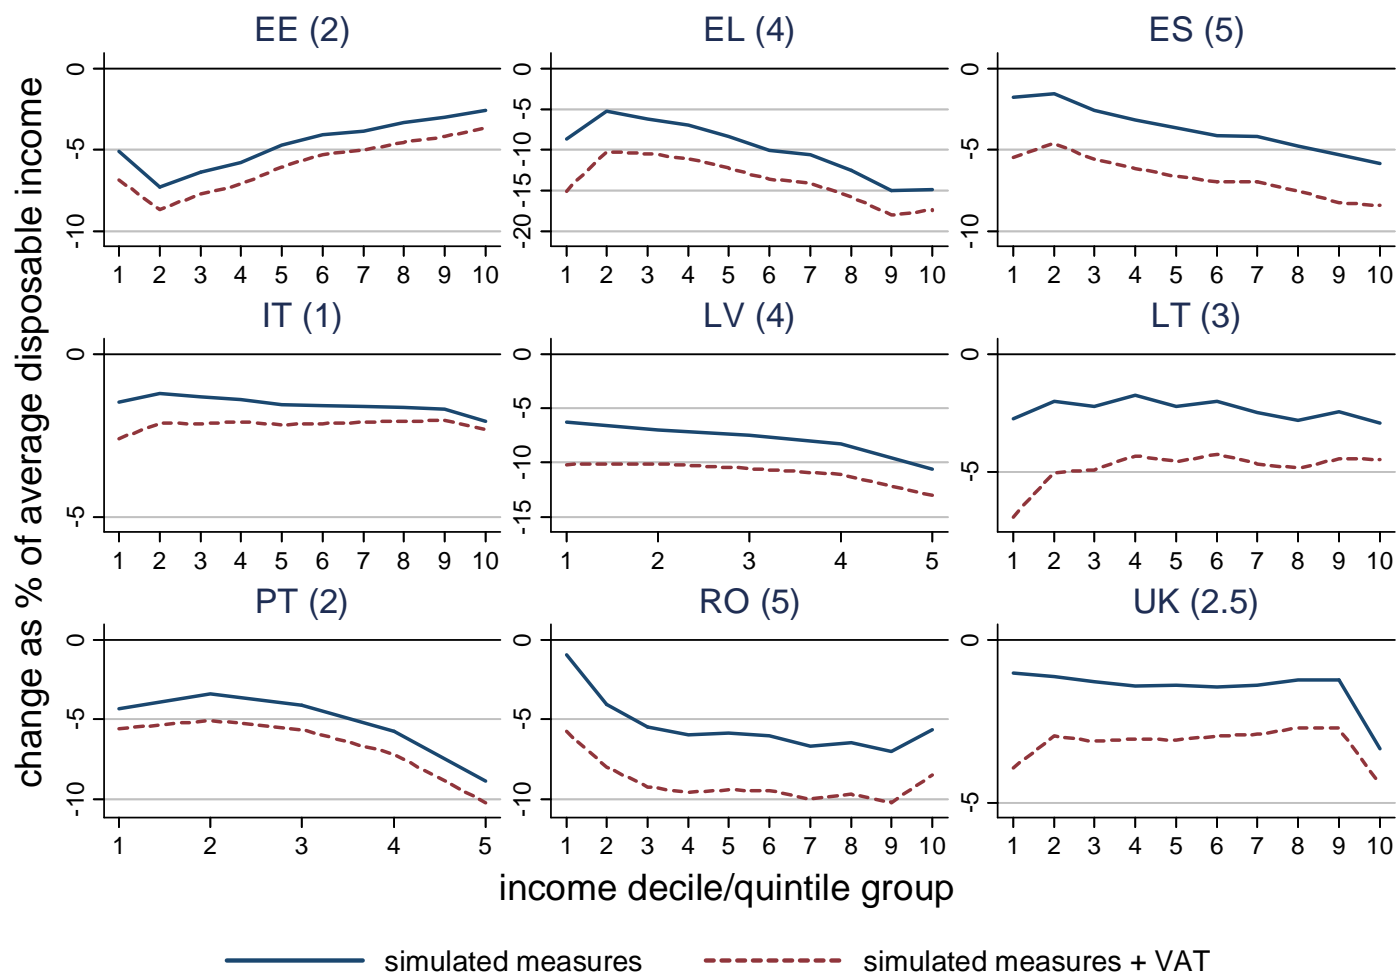 change as % of average disposable income
EE (2)
0
-5
-10
1 2 3 4 5 6 7 8 9 10
EL (4)
0
-5
-10
-15
-20
1 2 3 4 5 6 7 8 9 10
ES (5)
0
-5
-10
1 2 3 4 5 6 7 8 9 10
IT (1)
0
-5
1 2 3 4 5 6 7 8 9 10
LV (4)
0
-5
-10
-15
1 2 3 4 5
LT (3)
0
-5
1 2 3 4 5 6 7 8 9 10
PT (2)
0
-5
-10
1 2 3 4 5
RO (5)
0
-5
-10
1 2 3 4 5 6 7 8 9 10
UK (2.5)
0
-5
1 2 3 4 5 6 7 8 9 10
income decile/quintile group
simulated measures
simulated measures + VAT